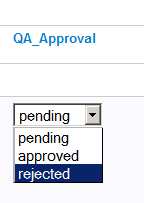 QA_Approval
pending
pending
approved
rejected